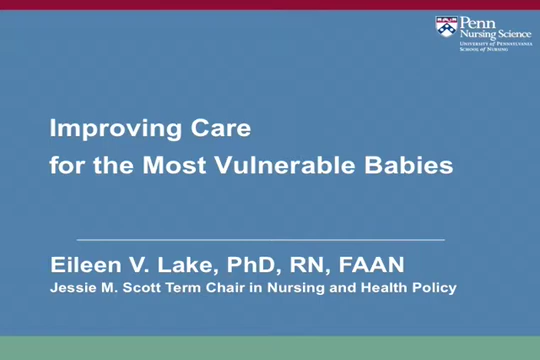 Penn
Nursing Science
UNIVERSITY OF PENNSYLVANIA
SCHOOL OF NURSING
Improving Care
for the Most Vulnerable Babies
Eileen V. Lake, PhD, RN, FAAN
Jessie M. Scott Term Chair in Nursing and Health Policy